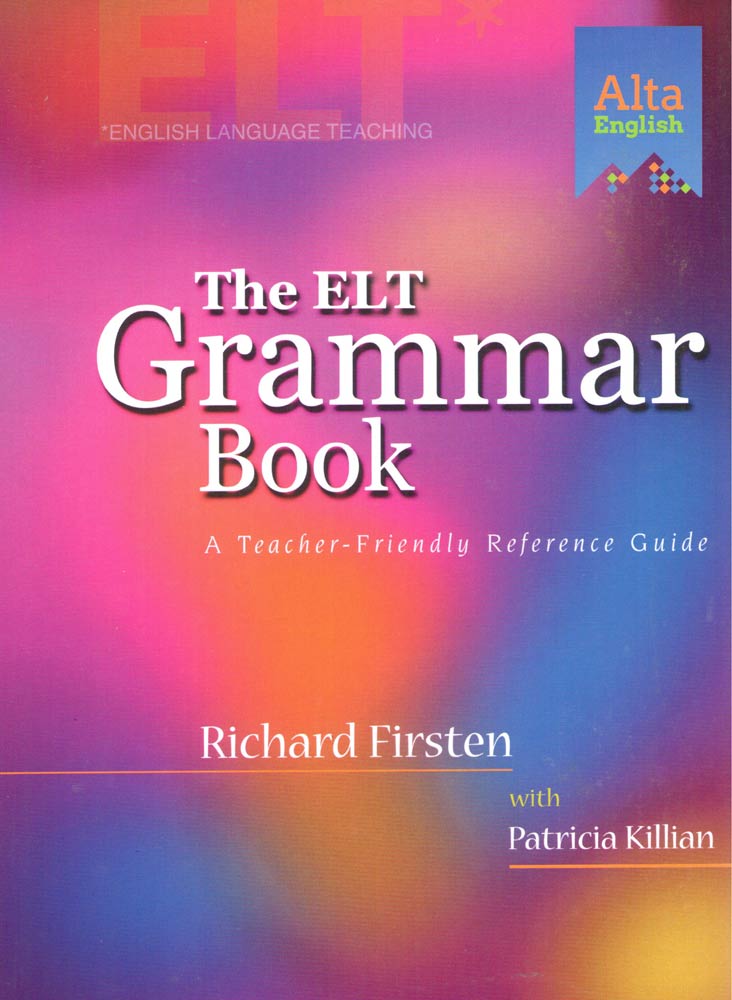 ELT*
*ENGLISH LANGUAGE TEACHING
Alta
English
The ELT
Grammar
Book
A Teacher-Friendly Reference Guide
Richard Firsten
with
Patricia Killian